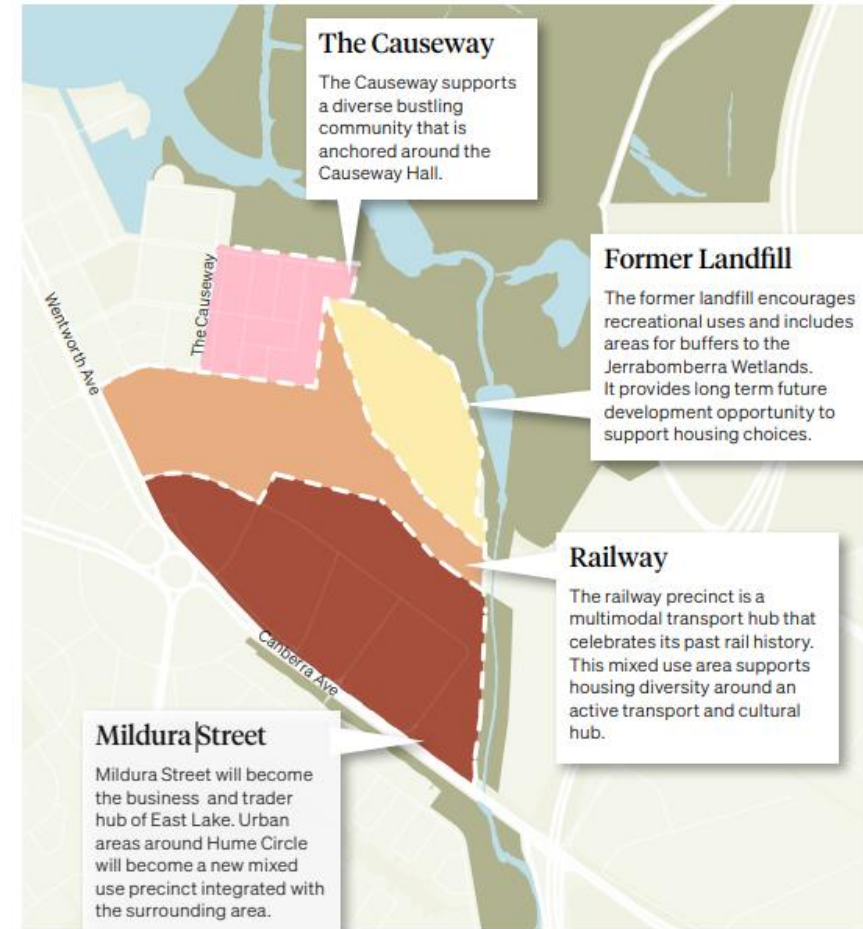 The Causeway
The Causeway supports
a diverse bustling
community that is
anchored around the
Causeway Hall.
Former Landfill
The former landfill encourages
recreational uses and includes
areas for buffers to the
Jerrabomberra Wetlands.
It provides long term future
development opportunity to
support housing choices.
The Causeway
Wentworth Ave
Railway
The railway precinct is a
multimodal transport hub that
celebrates its past rail history.
This mixed use area supports
housing diversity around an
active transport and cultural
hub.
Canberra Ave
Mildura Street
Mildura Street will become
the business and trader
hub of East Lake. Urban
areas around Hume Circle
will become a new mixed
use precinct integrated with
the surrounding area.